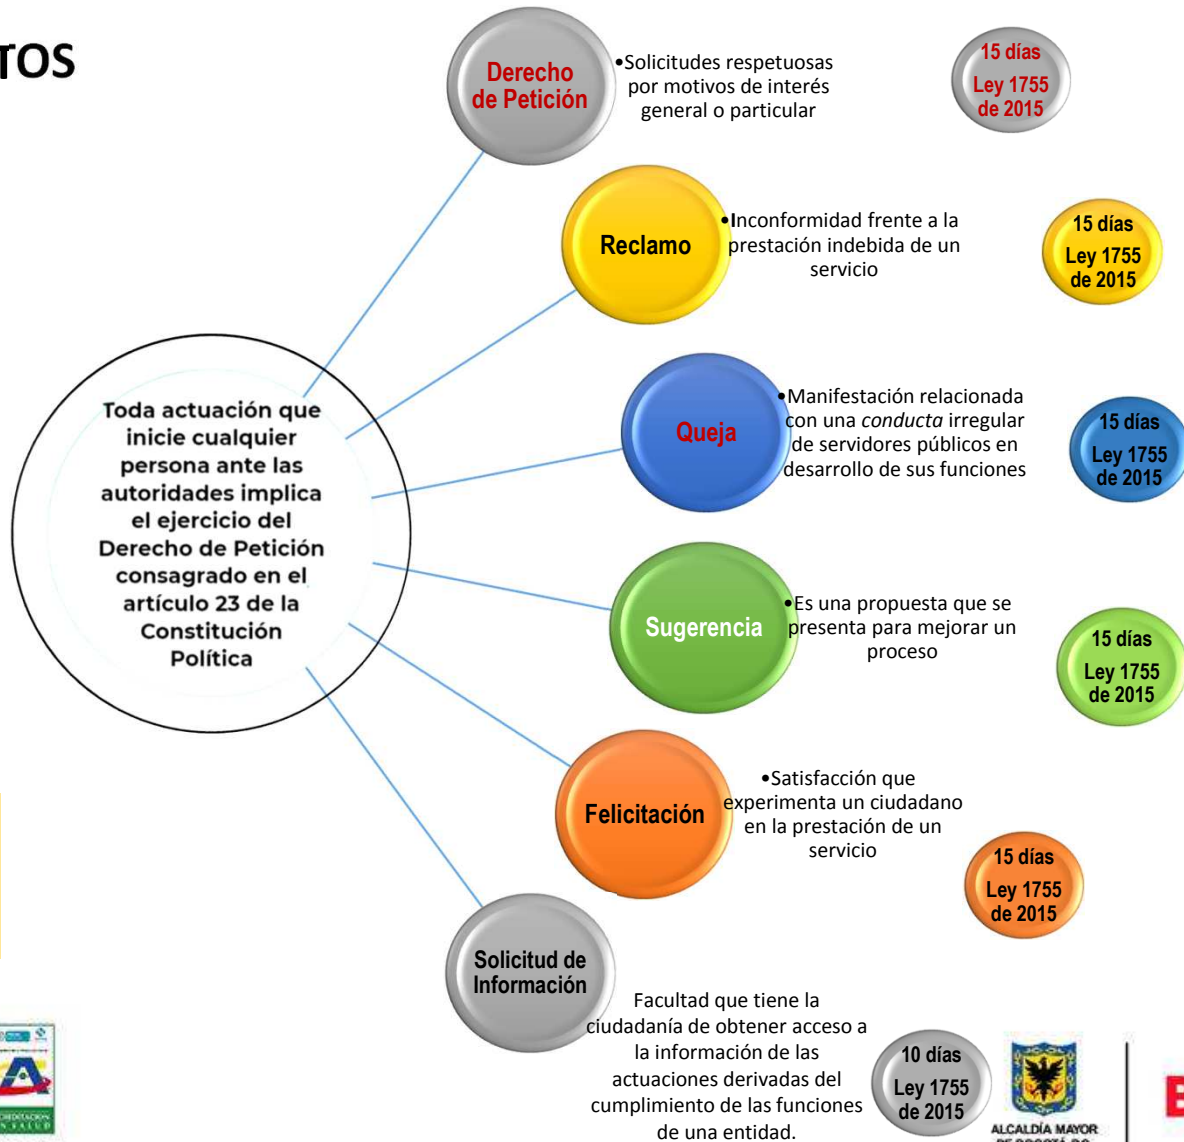 TOS
Derecho
de Petición
•Solicitudes respetuosas
por motivos de interés
general o particular
15 días
Ley 1755
de 2015
Reclamo
•Inconformidad frente a la
prestación indebida de un
servicio
15 días
Ley 1755
de 2015
Toda actuación que
inicie cualquier
persona ante las
autoridades implica
el ejercicio del
Derecho de Petición
consagrado en el
artículo 23 de la
Constitución
Política
Queja
•Manifestación relacionada
con una conducta irregular
de servidores públicos en
desarrollo de sus funciones
15 días
Ley 1755
de 2015
Sugerencia
•Es una propuesta que se
presenta para mejorar un
proceso
15 días
Ley 1755
de 2015
Felicitación
•Satisfacción que
experimenta un ciudadano
en la prestación de un
servicio
15 días
Ley 1755
de 2015
Solicitud de
Información
Facultad que tiene la
ciudadanía de obtener acceso a
la información de las
actuaciones derivadas del
cumplimiento de las funciones
de una entidad.
10 días
Ley 1755
de 2015
ALCALDÍA MAYOR
DE BOGOTÁ D.C.
B